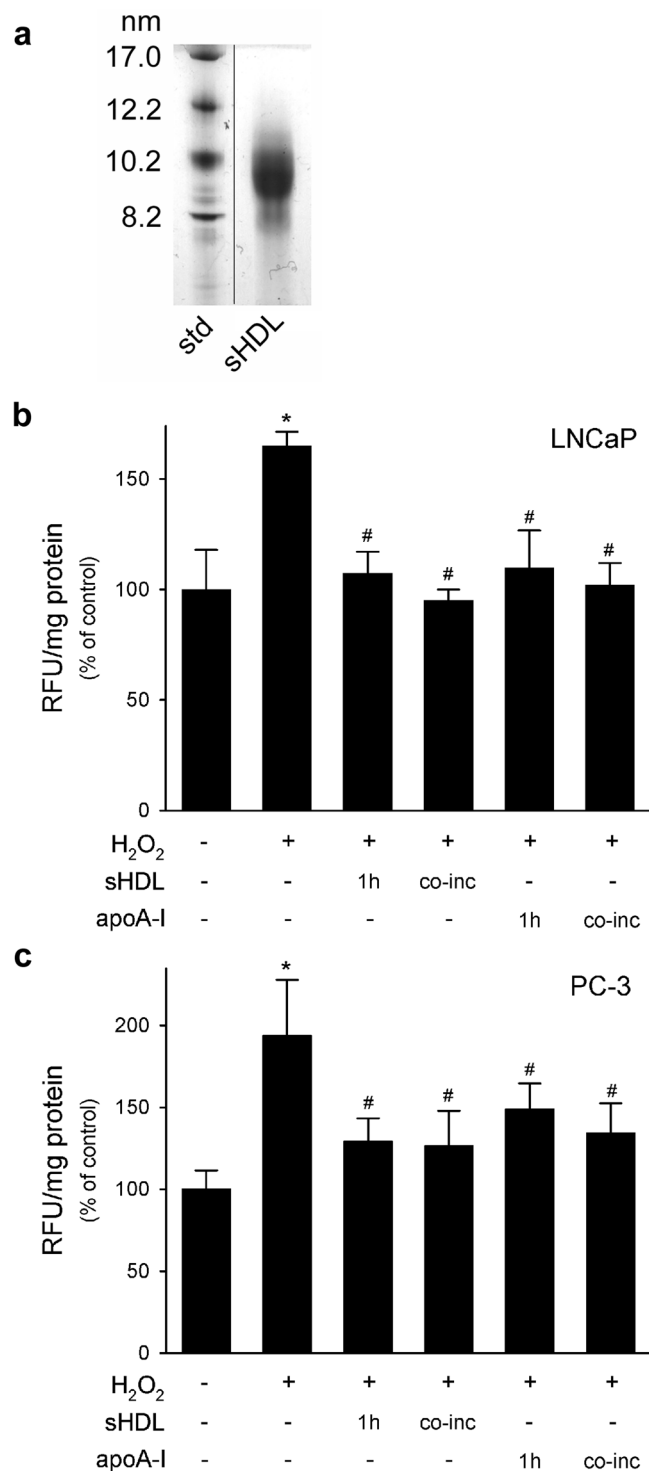 a
nm
17.0
12.2
10.2
8.2
std
sHDL
b
LNCaP
RFU/mg protein
(% of control)
150
100
50
0
*
#
#
#
#
H₂O₂ - + + + + +
sHDL - - 1h co-inc - -
apoA-I - - - - 1h co-inc
c
PC-3
RFU/mg protein
(% of control)
200
150
100
50
0
*
#
#
#
#
H₂O₂ - + + + + +
sHDL - - 1h co-inc - -
apoA-I - - - - 1h co-inc